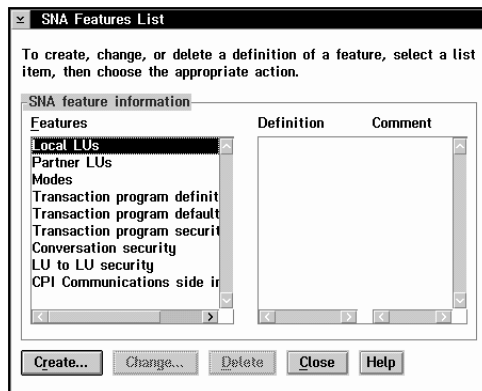 SNA Features List
To create, change, or delete a definition of a feature, select a list
item, then choose the appropriate action.
SNA feature information
Features Definition Comment
Local LUs
Partner LUs
Modes
Transaction program definit
Transaction program default
Transaction program securit
Conversation security
LU to LU security
CPI Communications side in
Create... Change... Delete Close Help